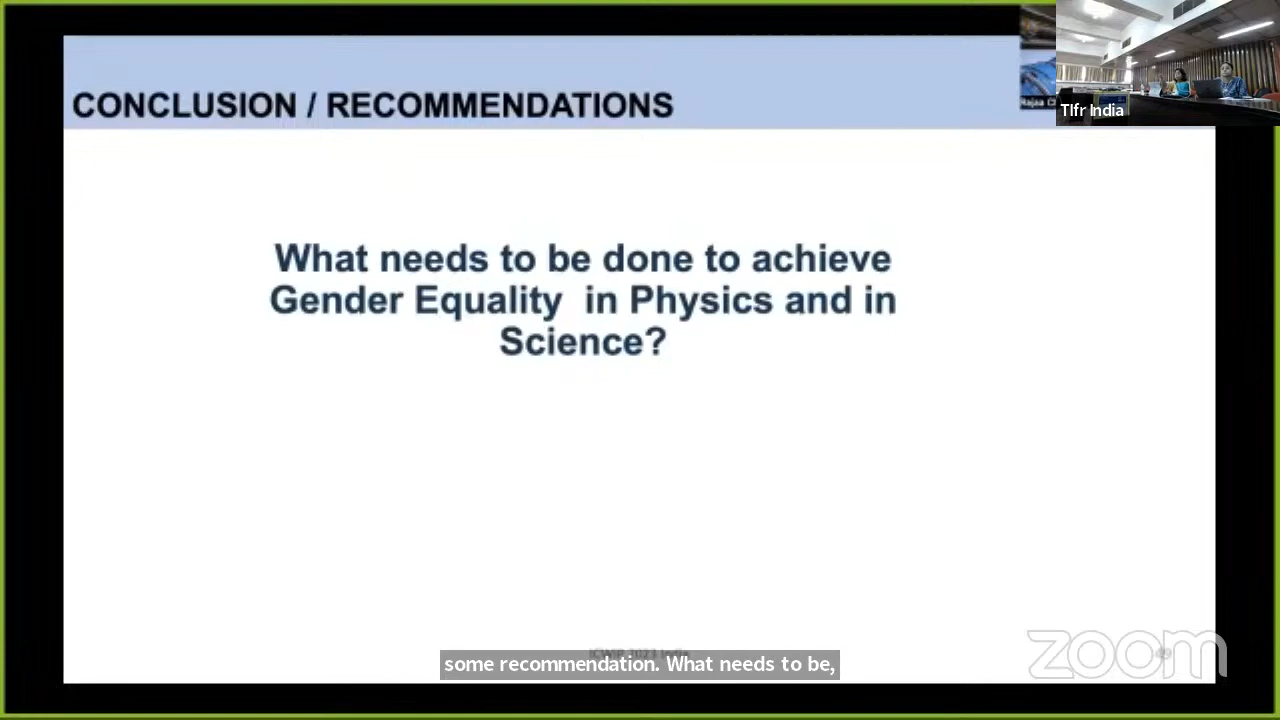 CONCLUSION / RECOMMENDATIONS
TIfr India
What needs to be done to achieve
Gender Equality in Physics and in
Science?
some recommendation. What needs to be,
zoom